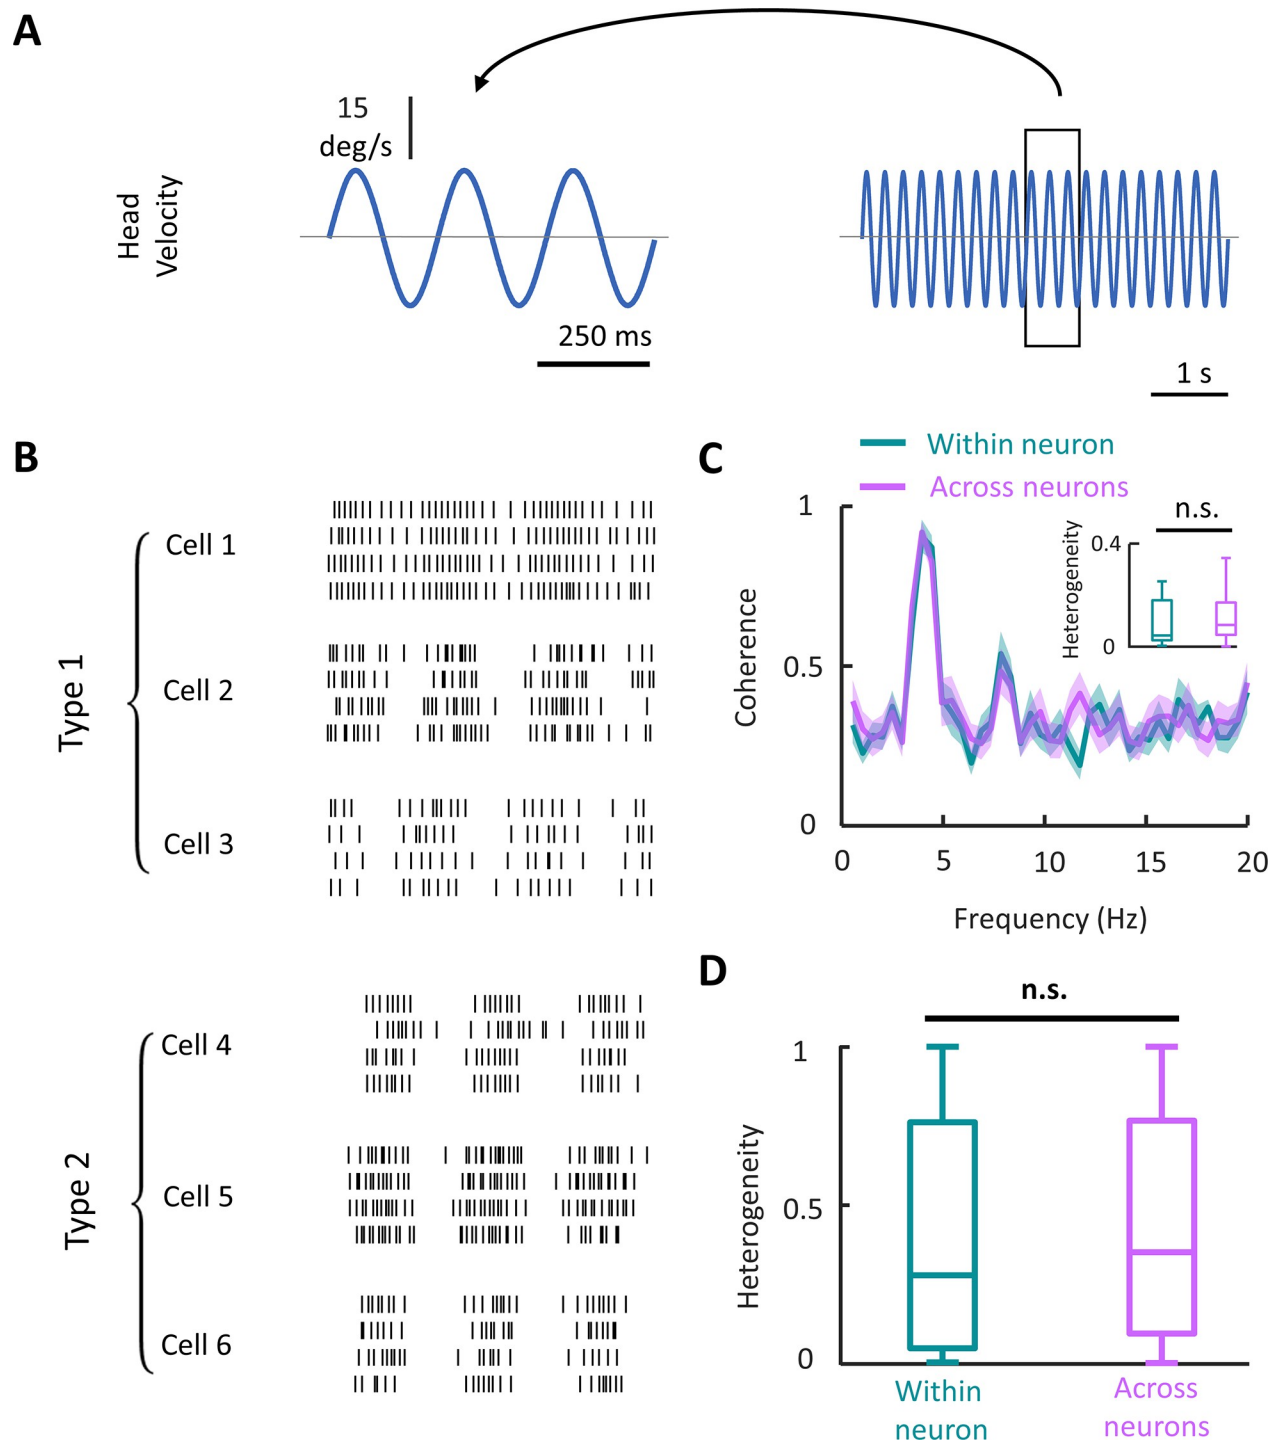 A
15
deg/s
Head
Velocity
250 ms
1 s
B
Type 1
Cell 1
Cell 2
Cell 3
Type 2
Cell 4
Cell 5
Cell 6
C
Within neuron
Across neurons
Coherence
1
0.5
0
0
5
10
15
20
Frequency (Hz)
n.s.
Heterogeneity
0.4
0
D
n.s.
Heterogeneity
1
0.5
0
Within
neuron
Across
neurons